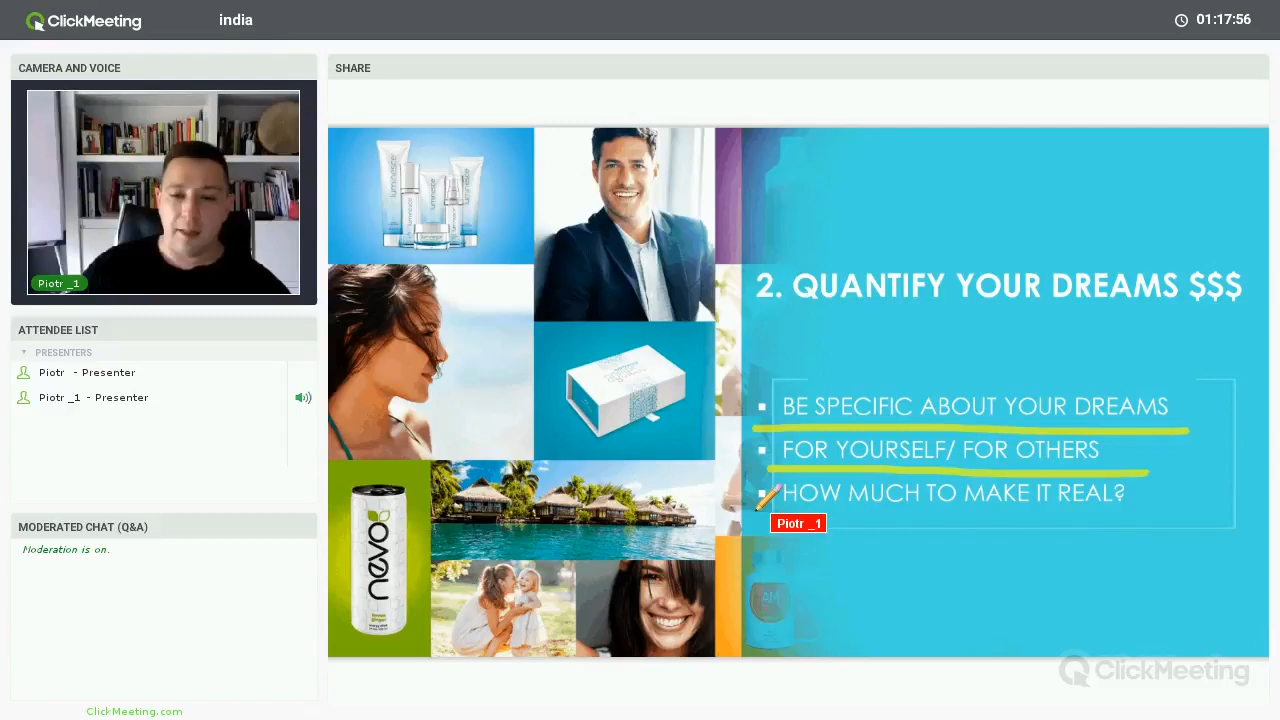 ClickMeeting
india
01:17:56
CAMERA AND VOICE
Piotr _1
ATTENDEE LIST
PRESENTERS
Piotr - Presenter
Piotr _1 - Presenter
MODERATED CHAT (Q&A)
Moderation is on.
ClickMeeting.com
SHARE
luminesce
nevo
2. QUANTIFY YOUR DREAMS $$$
BE SPECIFIC ABOUT YOUR DREAMS
FOR YOURSELF/ FOR OTHERS
HOW MUCH TO MAKE IT REAL?
Piotr _1
AM
ClickMeeting